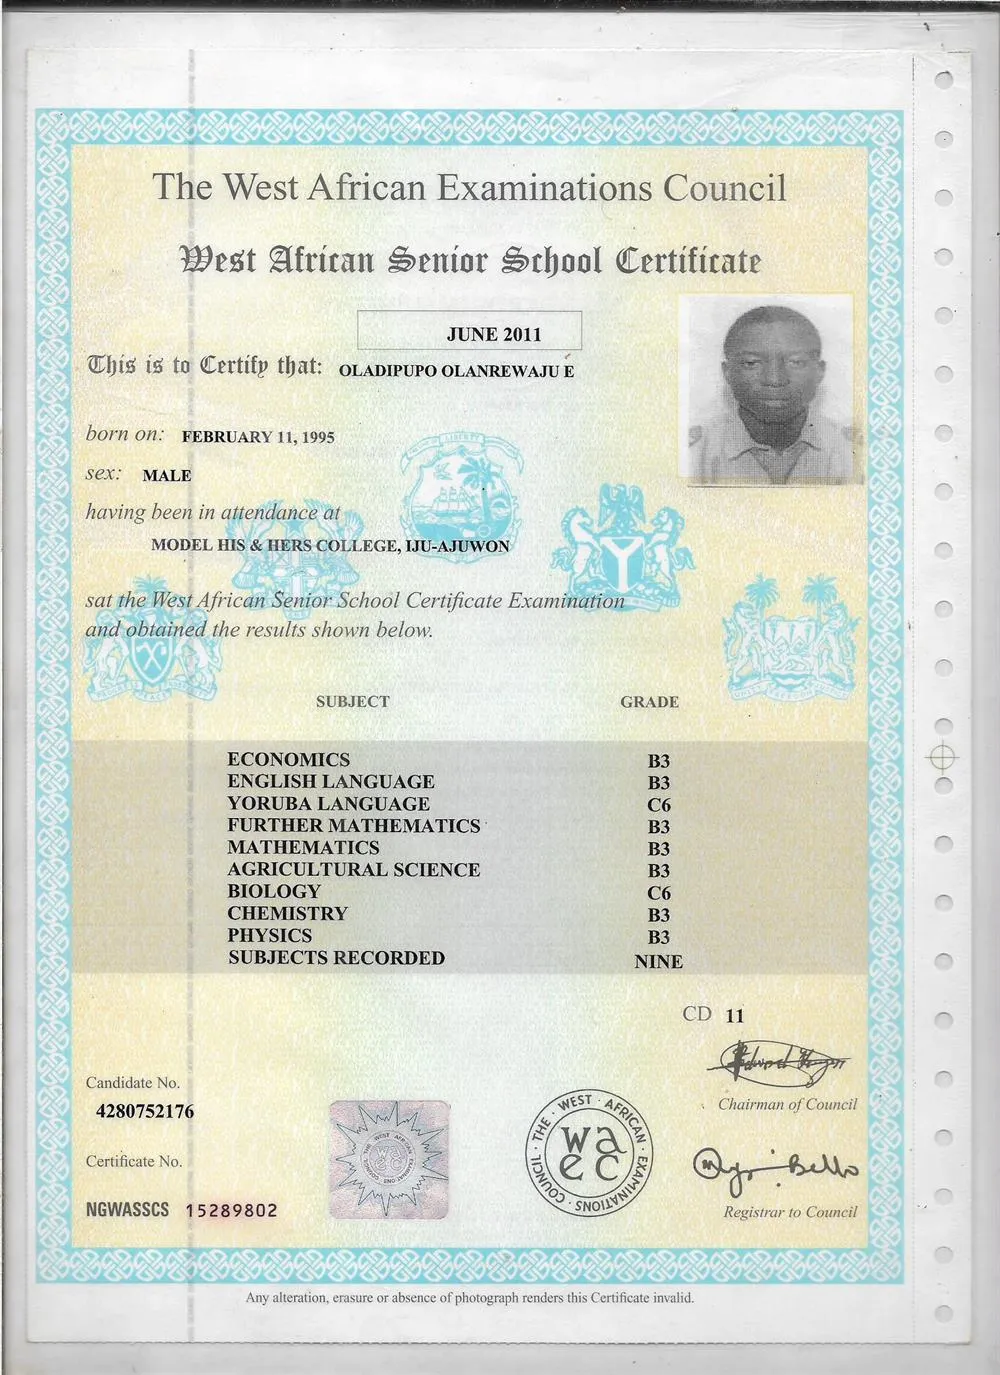 The West African Examinations Council
West African Senior School Certificate
JUNE 2011
This is to Certify that: OLADIPUPO OLANREWAJU E
born on: FEBRUARY 11, 1995
sex: MALE
having been in attendance at
MODEL HIS & HERS COLLEGE, IJU-AJUWON
sat the West African Senior School Certificate Examination
and obtained the results shown below.
SUBJECT GRADE
ECONOMICS B3
ENGLISH LANGUAGE B3
YORUBA LANGUAGE C6
FURTHER MATHEMATICS B3
MATHEMATICS B3
AGRICULTURAL SCIENCE B3
BIOLOGY C6
CHEMISTRY B3
PHYSICS B3
SUBJECTS RECORDED NINE
CD 11
Chairman of Council
Candidate No.
4280752176
Certificate No.
NGWASSCS 15289802
THE · WEST · AFRICAN · EXAMINATIONS · COUNCIL ·
waec
Bello
Registrar to Council
Any alteration, erasure or absence of photograph renders this Certificate invalid.